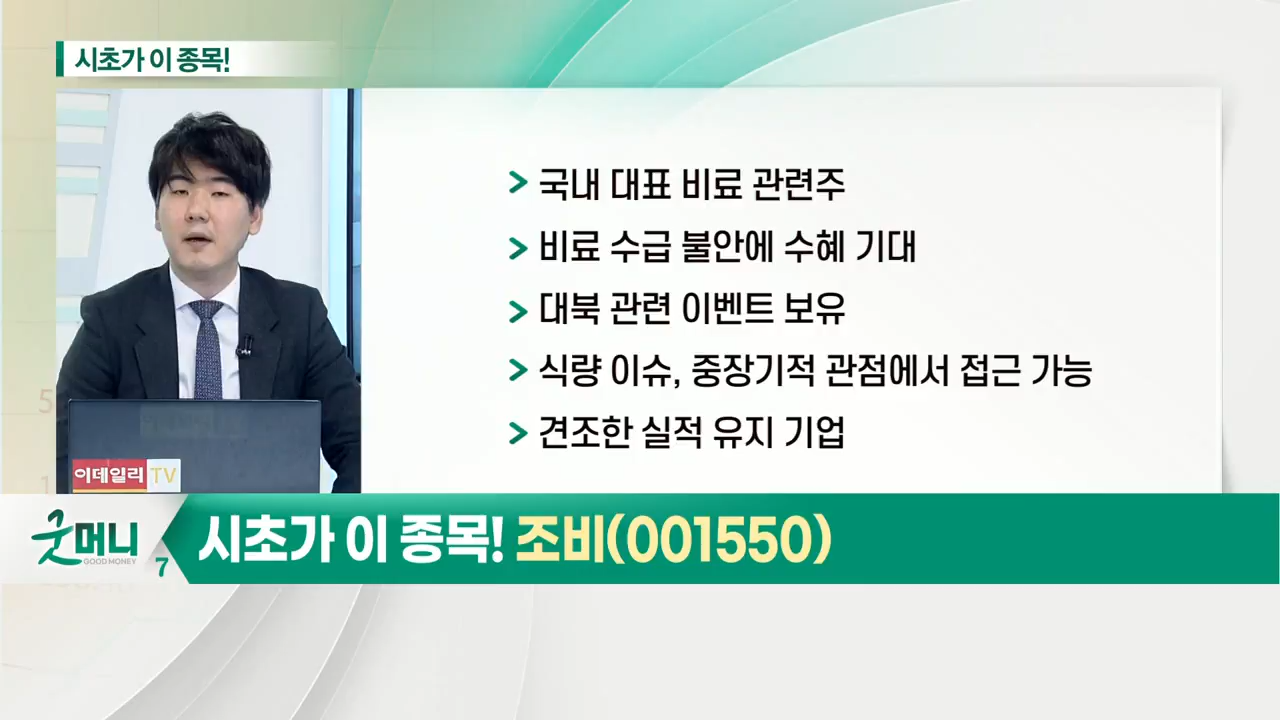 시초가 이 종목!
> 국내 대표 비료 관련주
> 비료 수급 불안에 수혜 기대
> 대북 관련 이벤트 보유
> 식량 이슈, 중장기적 관점에서 접근 가능
> 견조한 실적 유지 기업
이데일리 TV
굿머니
GOOD MONEY
7
시초가 이 종목! 조비(001550)